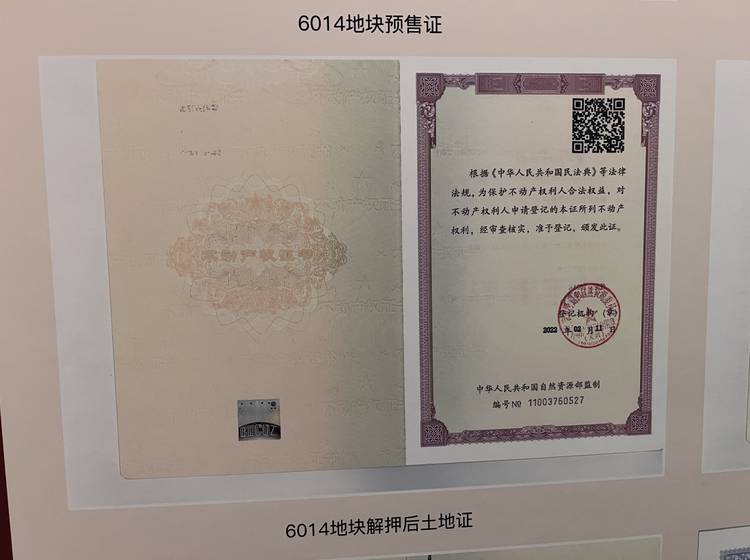 6014地块预售证
不动产权证书
根据《中华人民共和国民法典》等法律
法规，为保护不动产权利人合法权益，对
不动产权利人申请登记的本证所列不动产
权利，经审查核实，准予登记，颁发此证。
登记机构（章）
2022 年 02 月 11 日
中华人民共和国自然资源部监制
编号№ 11003760527
6014地块解押后土地证